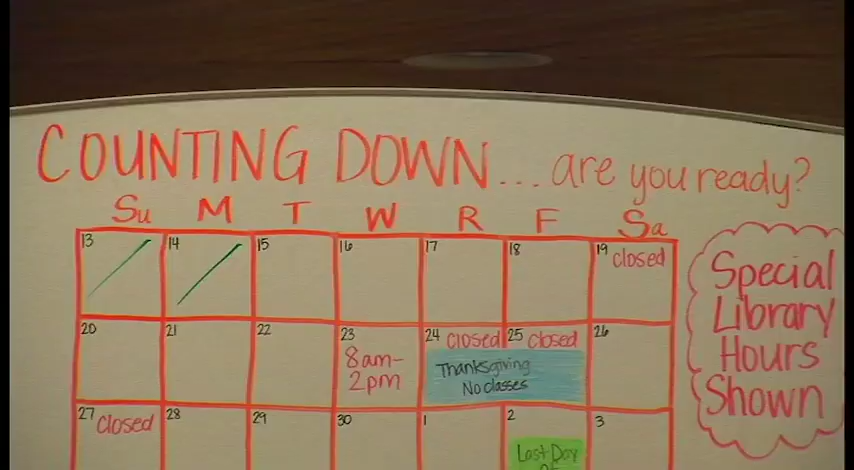 COUNTING DOWN... are you ready?
Su M T W R F Sa
13 14 15 16 17 18 19 closed
20 21 22 23 24 closed 25 closed 26
8am-
2pm
Thanksgiving
No classes
27 closed 28 29 30 1 2 3
Last Day
Special
Library
Hours
Shown